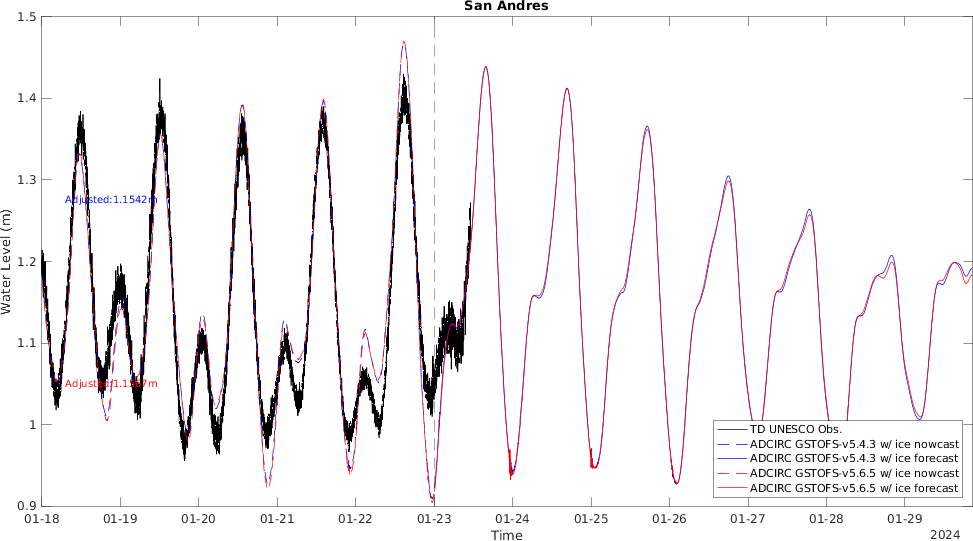 San Andres
1.5
1.4
1.3
1.2
1.1
1
0.9
Water Level (m)
Adjusted:1.1542m
01-18
01-19
01-20
01-21
01-22
01-23
01-24
01-25
01-26
01-27
01-28
01-29
Time
2024
TD UNESCO Obs.
ADCIRC GSTOFS-v5.4.3 w/ ice nowcast
ADCIRC GSTOFS-v5.4.3 w/ ice forecast
ADCIRC GSTOFS-v5.6.5 w/ ice nowcast
ADCIRC GSTOFS-v5.6.5 w/ ice forecast